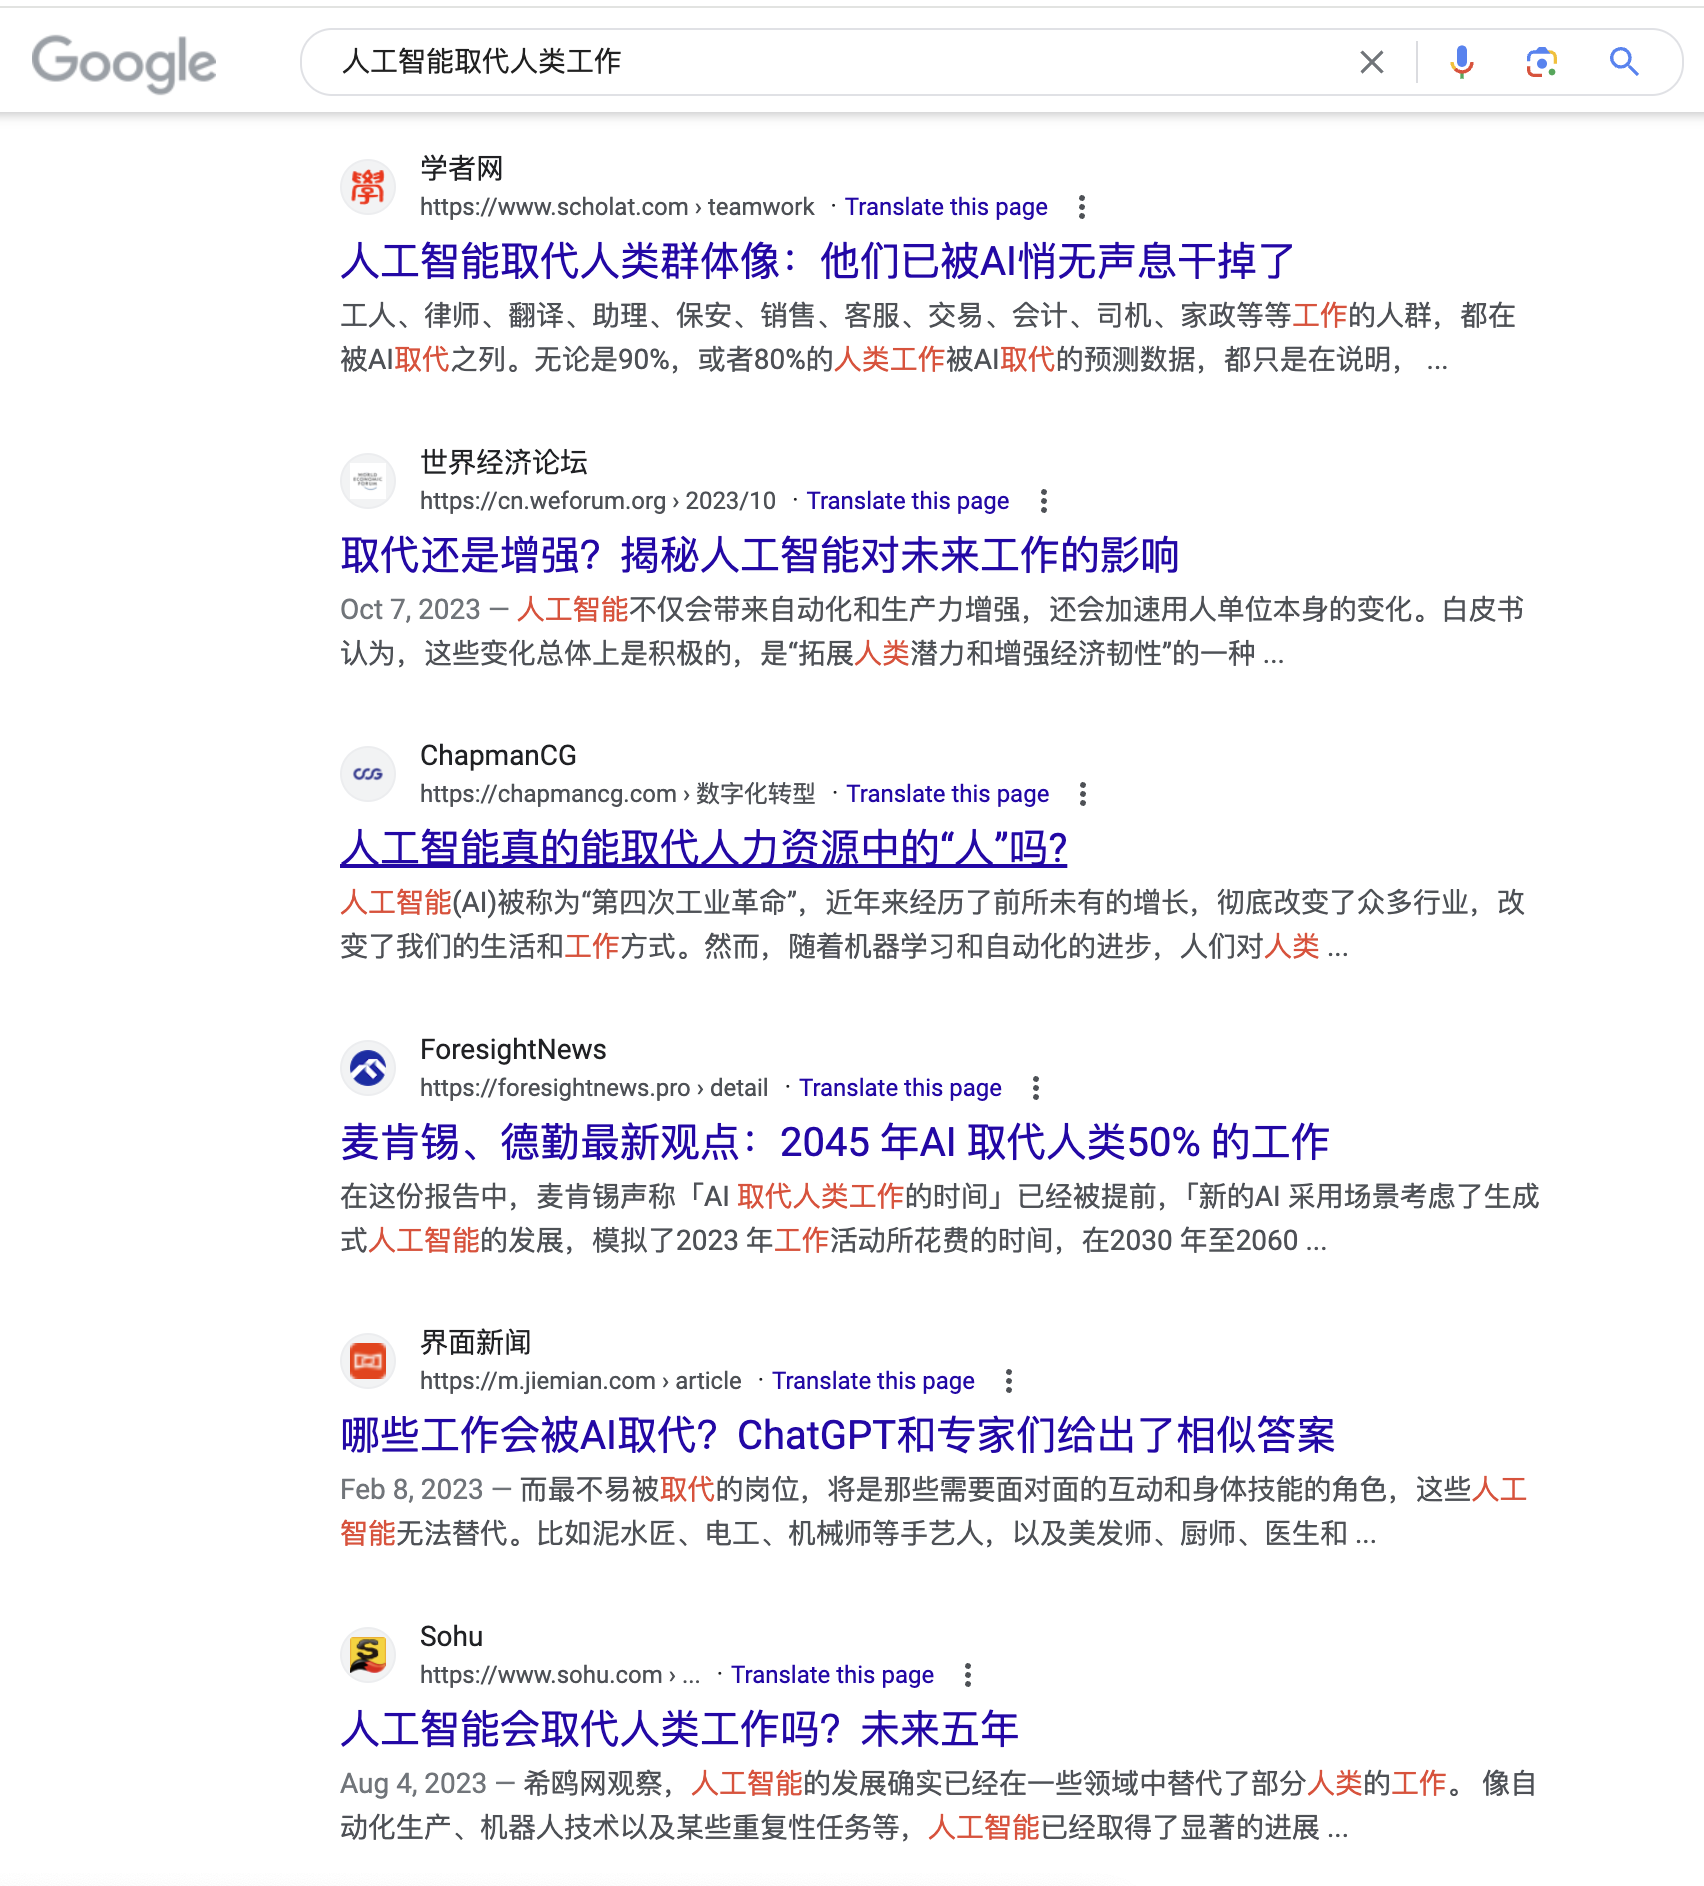 Google
人工智能取代人类工作
学者网
https://www.scholat.com › teamwork · Translate this page
人工智能取代人类群体像：他们已被AI悄无声息干掉了
工人、律师、翻译、助理、保安、销售、客服、交易、会计、司机、家政等等工作的人群，都在
被AI取代之列。无论是90%，或者80%的人类工作被AI取代的预测数据，都只是在说明， ...
世界经济论坛
https://cn.weforum.org › 2023/10 · Translate this page
取代还是增强？揭秘人工智能对未来工作的影响
Oct 7, 2023 — 人工智能不仅会带来自动化和生产力增强，还会加速用人单位本身的变化。白皮书
认为，这些变化总体上是积极的，是“拓展人类潜力和增强经济韧性”的一种 ...
ChapmanCG
https://chapmancg.com › 数字化转型 · Translate this page
人工智能真的能取代人力资源中的“人”吗?
人工智能(AI)被称为“第四次工业革命”，近年来经历了前所未有的增长，彻底改变了众多行业，改
变了我们的生活和工作方式。然而，随着机器学习和自动化的进步，人们对人类 ...
ForesightNews
https://foresightnews.pro › detail · Translate this page
麦肯锡、德勤最新观点：2045 年AI 取代人类50% 的工作
在这份报告中，麦肯锡声称「AI 取代人类工作的时间」已经被提前，「新的AI 采用场景考虑了生成
式人工智能的发展，模拟了2023 年工作活动所花费的时间，在2030 年至2060 ...
界面新闻
https://m.jiemian.com › article · Translate this page
哪些工作会被AI取代？ChatGPT和专家们给出了相似答案
Feb 8, 2023 — 而最不易被取代的岗位，将是那些需要面对面的互动和身体技能的角色，这些人工
智能无法替代。比如泥水匠、电工、机械师等手艺人，以及美发师、厨师、医生和 ...
Sohu
https://www.sohu.com › ... · Translate this page
人工智能会取代人类工作吗？未来五年
Aug 4, 2023 — 希鸥网观察，人工智能的发展确实已经在一些领域中替代了部分人类的工作。 像自
动化生产、机器人技术以及某些重复性任务等，人工智能已经取得了显著的进展 ...